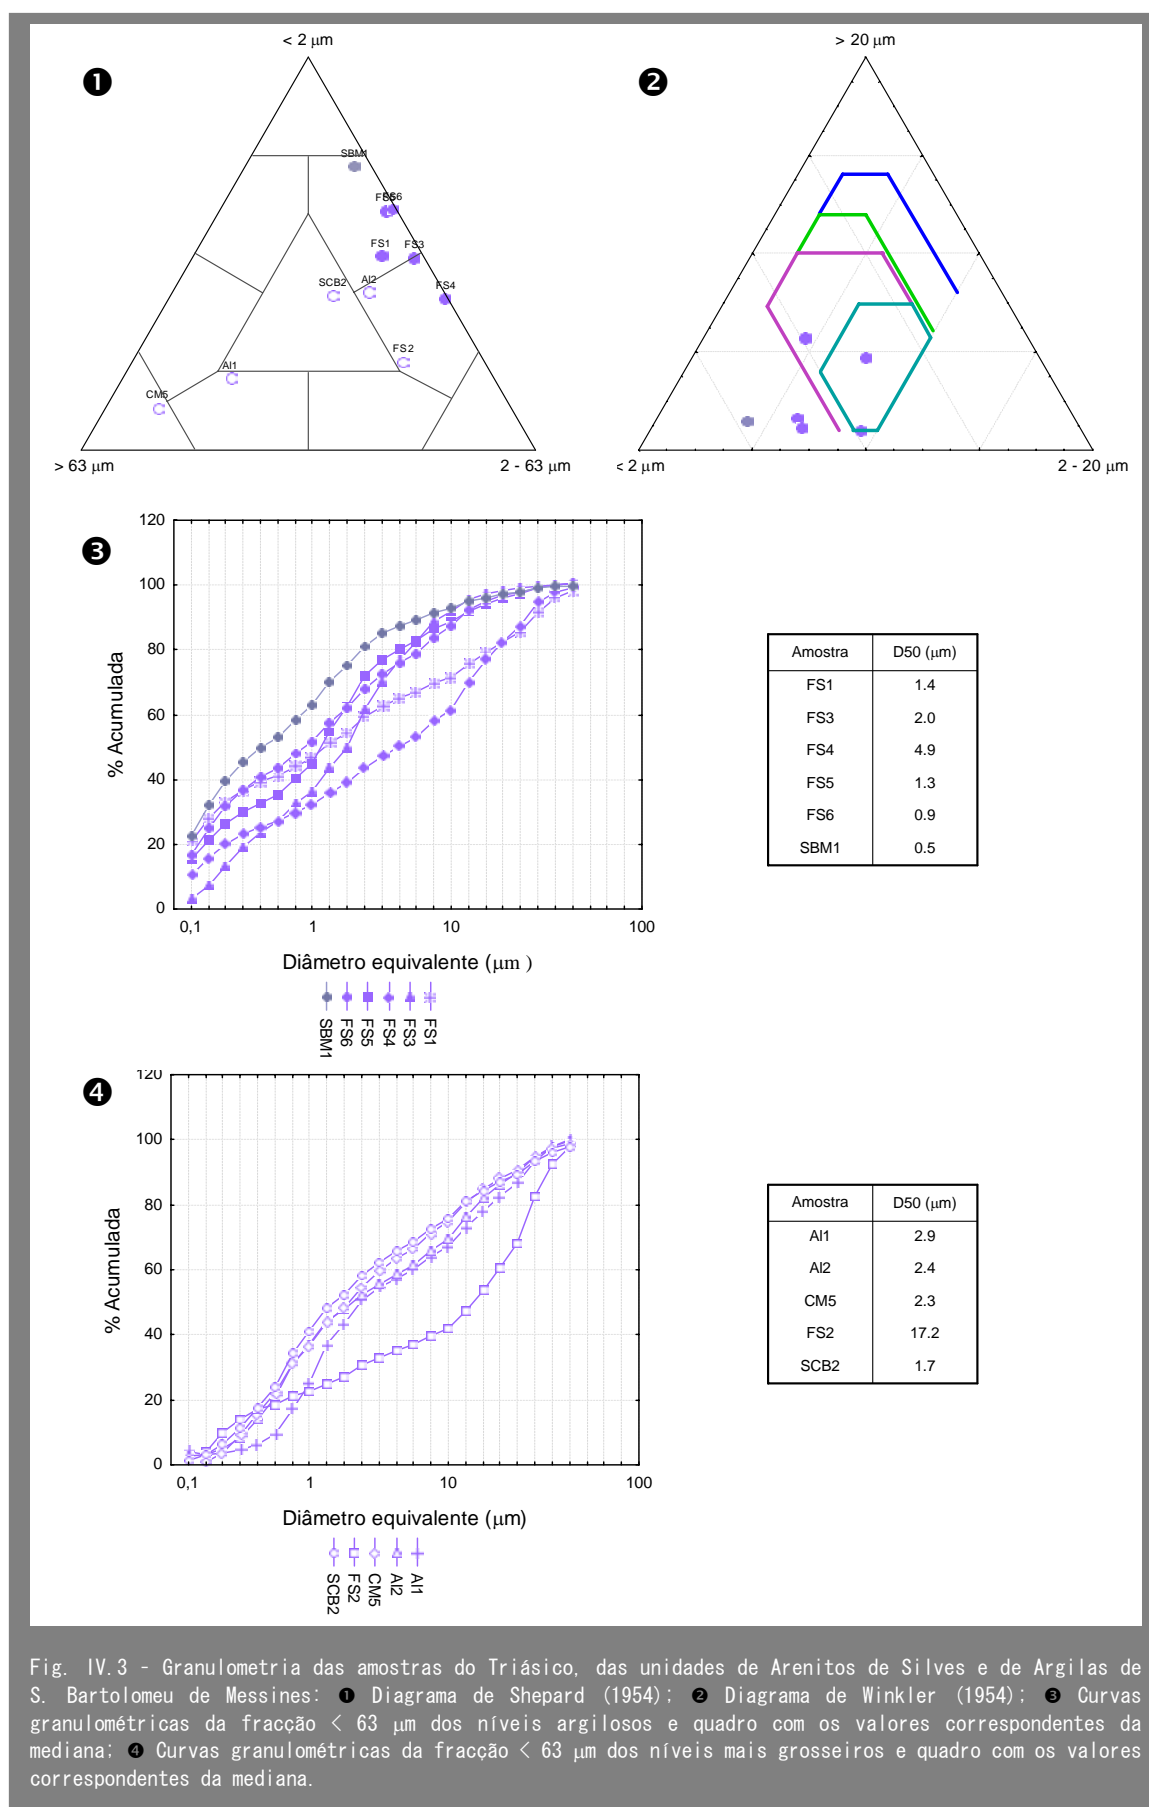 < 2 μm
❶
SBM1
FS5
FS6
FS1
FS3
SCB2
Al2
FS4
FS2
Al1
CM5
> 63 μm
2 - 63 μm
> 20 μm
❷
< 2 μm
2 - 20 μm
❸
120
100
80
60
40
20
0
% Acumulada
0,1
1
10
100
Diâmetro equivalente (μm )
SBM1
FS6
FS5
FS4
FS3
FS1
Amostra D50 (μm)
FS1 1.4
FS3 2.0
FS4 4.9
FS5 1.3
FS6 0.9
SBM1 0.5
❹
120
100
80
60
40
20
0
% Acumulada
0,1
1
10
100
Diâmetro equivalente (μm)
SCB2
FS2
CM5
Al2
Al1
Amostra D50 (μm)
Al1 2.9
Al2 2.4
CM5 2.3
FS2 17.2
SCB2 1.7
Fig. IV.3 - Granulometria das amostras do Triásico, das unidades de Arenitos de Silves e de Argilas de
S. Bartolomeu de Messines: ❶ Diagrama de Shepard (1954); ❷ Diagrama de Winkler (1954); ❸ Curvas
granulométricas da fracção < 63 μm dos níveis argilosos e quadro com os valores correspondentes da
mediana; ❹ Curvas granulométricas da fracção < 63 μm dos níveis mais grosseiros e quadro com os valores
correspondentes da mediana.